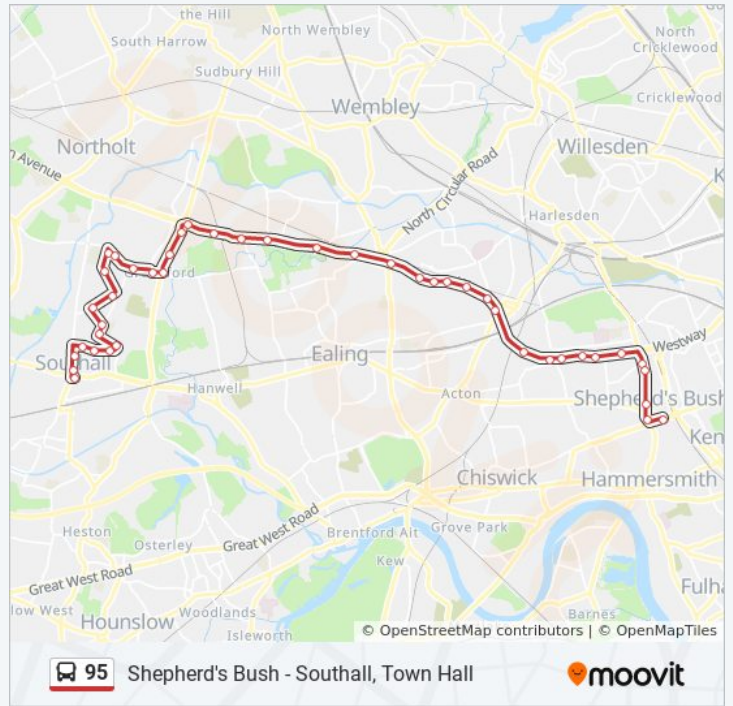 the Hill
North Wembley
South Harrow
North
Cricklewood
Sudbury Hill
Cricklewood
Wembley
Northolt
Willesden
n Avenue
North Circular Road
Harlesden
Westway
Southall
Ealing
Hanwell
Acton
Shepherd's Bush
Ken
Chiswick
Hammersmith
Great West Road
Heston
Osterley
Brentford Ait
Grove Park
Kew
Great West Road
Fulha
low West
Woodlands
Barnes
Hounslow
Isleworth
© OpenStreetMap contributors | © OpenMapTiles
95 Shepherd's Bush - Southall, Town Hall
moovit